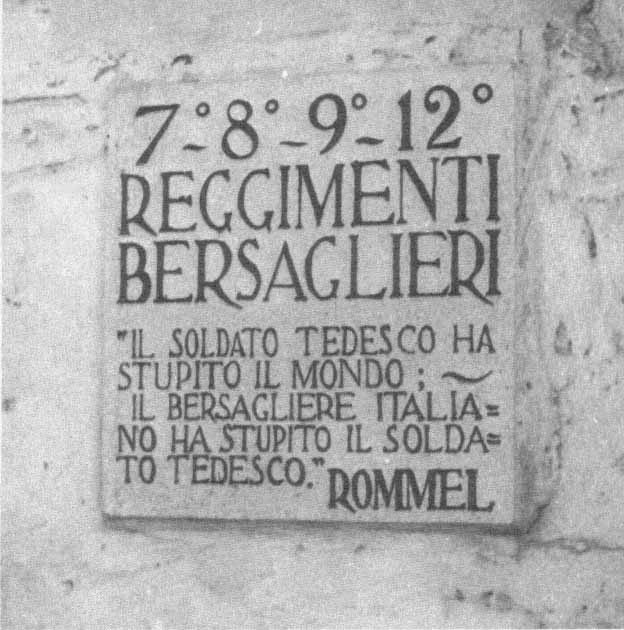 7°-8°-9°-12°
REGGIMENTI
BERSAGLIERI
"IL SOLDATO TEDESCO HA
STUPITO IL MONDO; ~
IL BERSAGLIERE ITALIA=
NO HA STUPITO IL SOLDA=
TO TEDESCO."
ROMMEL